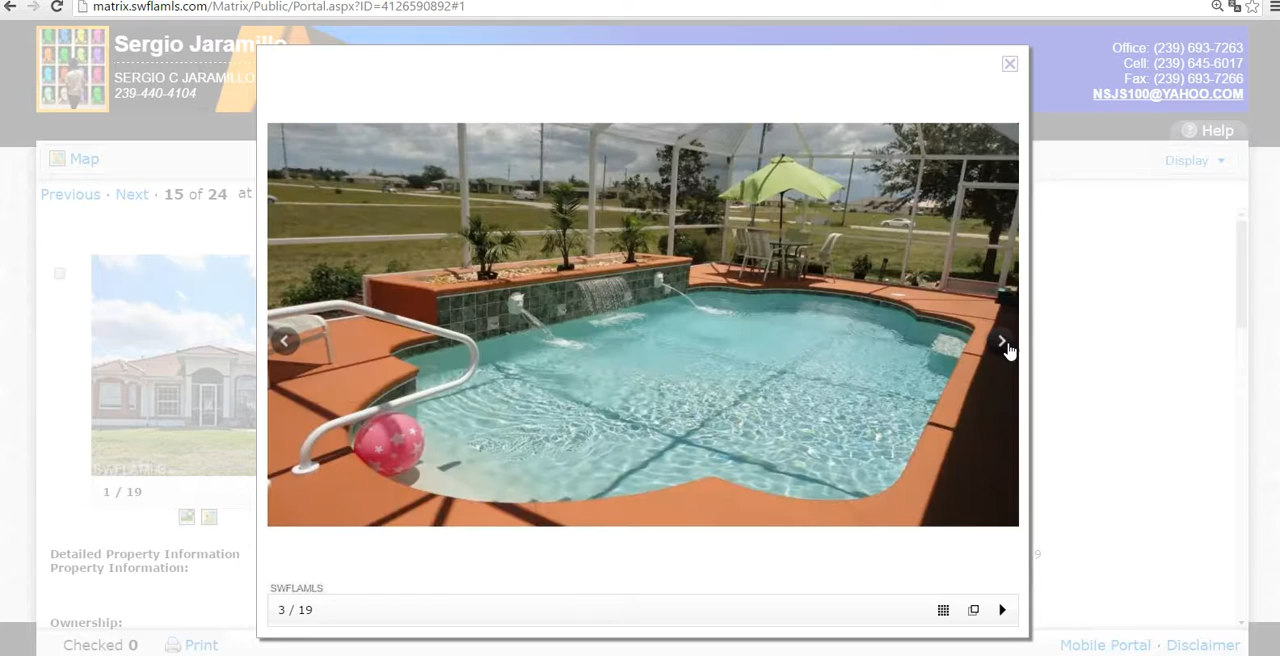 matrix.swflamls.com/Matrix/Public/Portal.aspx?ID=4126590892#1
Sergio Jaramillo
SERGIO C JARAMILLO
239-440-4104
Office: (239) 693-7263
Cell: (239) 645-6017
Fax: (239) 693-7266
NSJS100@YAHOO.COM
? Help
Map
Display
Previous · Next · 15 of 24 at
SWFLAMLS
1 / 19
Detailed Property Information
Property Information:
9
Ownership:
SWFLAMLS
3 / 19
Checked 0
Print
Mobile Portal · Disclaimer